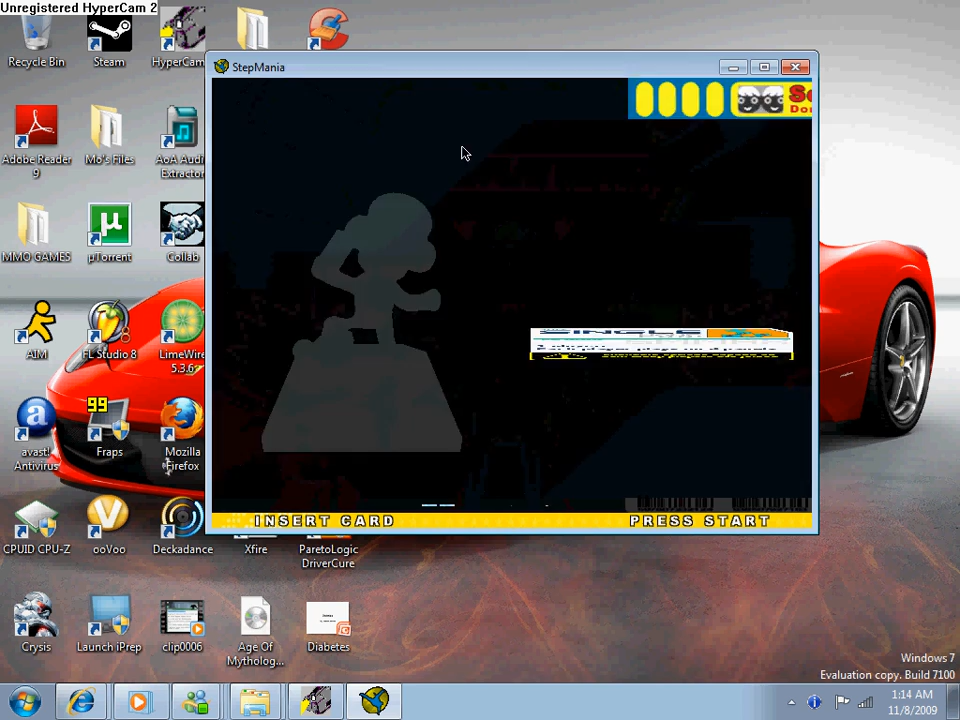 Unregistered HyperCam 2
Recycle Bin
Steam
HyperCam
StepMania
Adobe Reader 9
Mo's Files
AoA Audi
Extractor
MMO GAMES
µTorrent
Collab
AIM
FL Studio 8
LimeWire
5.3.6
SINGLE
INSERT CARD
PRESS START
99
avast!
Antivirus
Fraps
Mozilla
Firefox
CPUID CPU-Z
ooVoo
Deckadance
Xfire
ParetoLogic
DriverCure
Crysis
Launch iPrep
clip0006
Age Of
Mytholog...
Diabetes
Windows 7
Evaluation copy. Build 7100
1:14 AM
11/8/2009